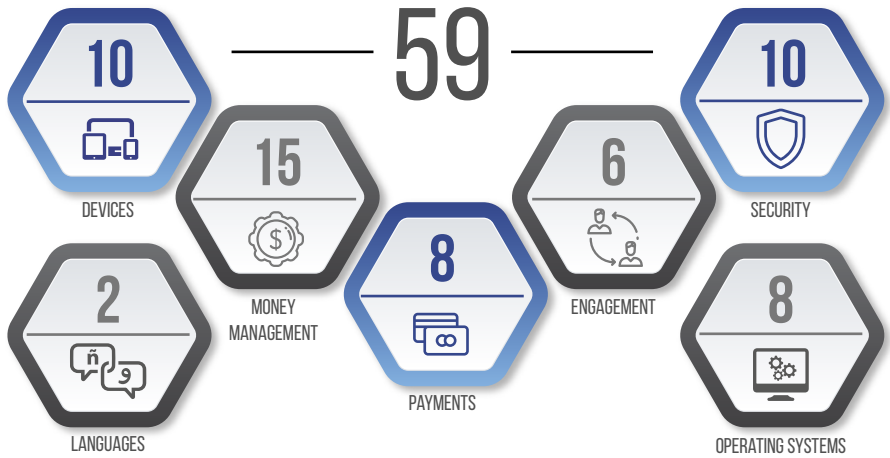 59
10
DEVICES
15
MONEY
MANAGEMENT
8
PAYMENTS
6
ENGAGEMENT
10
SECURITY
2
ñ
و
LANGUAGES
$
8
OPERATING SYSTEMS